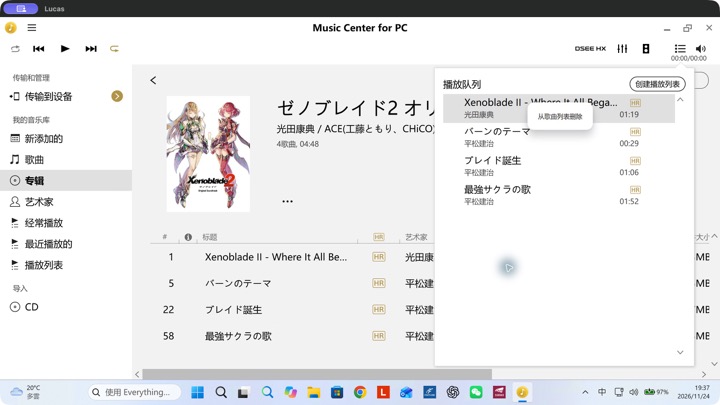 Lucas
Music Center for PC
DSEE HX
00:00/00:00
传输和管理
传输到设备
我的音乐库
新添加的
歌曲
专辑
艺术家
经常播放
最近播放的
播放列表
导入
CD
Xenoblade 2
Original Soundtrack
ゼノブレイド2 オリ
光田康典 / ACE(工藤ともり、CHiCO)
4歌曲, 04:48
# 标题 HR 艺术家 大小
1 Xenoblade II - Where It All Be... HR 光田康 MB
5 バーンのテーマ HR 平松建 MB
22 ブレイド誕生 HR 平松建 MB
58 最強サクラの歌 HR 平松建 MB
播放队列
创建播放列表
Xenoblade II - Where It All Bega... HR
光田康典 01:19
从歌曲列表删除
バーンのテーマ HR
平松建治 00:29
ブレイド誕生 HR
平松建治 01:06
最強サクラの歌 HR
平松建治 01:52
20°C
多雲
使用 Everything...
中
97%
19:37
2026/11/24